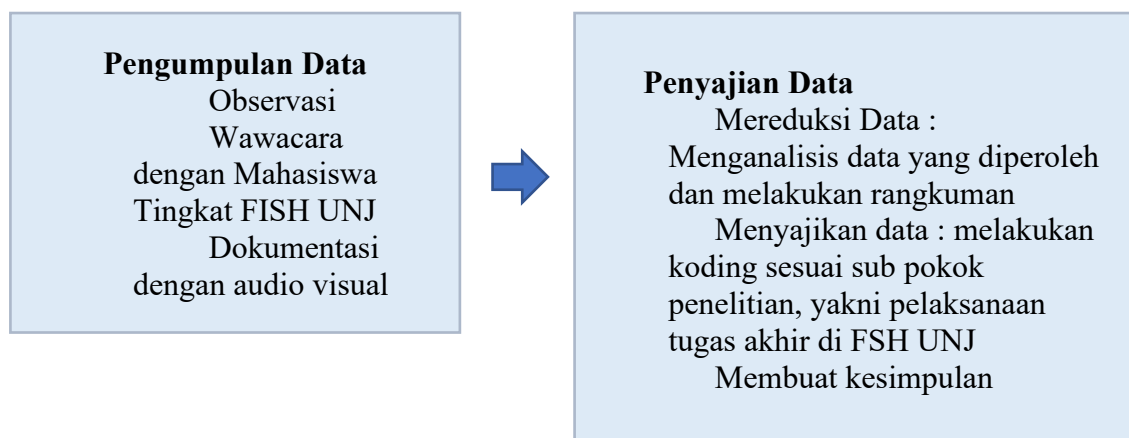 Pengumpulan Data
Observasi
Wawacara
dengan Mahasiswa
Tingkat FISH UNJ
Dokumentasi
dengan audio visual
Penyajian Data
Mereduksi Data :
Menganalisis data yang diperoleh
dan melakukan rangkuman
Menyajikan data : melakukan
koding sesuai sub pokok
penelitian, yakni pelaksanaan
tugas akhir di FSH UNJ
Membuat kesimpulan